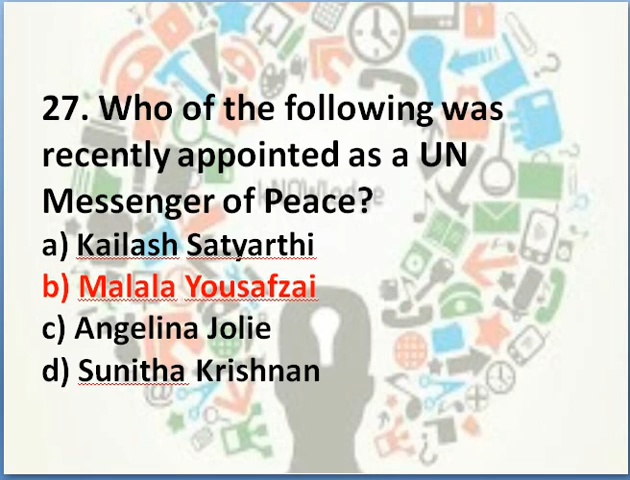 27. Who of the following was
recently appointed as a UN
Messenger of Peace?
a) Kailash Satyarthi
b) Malala Yousafzai
c) Angelina Jolie
d) Sunitha Krishnan